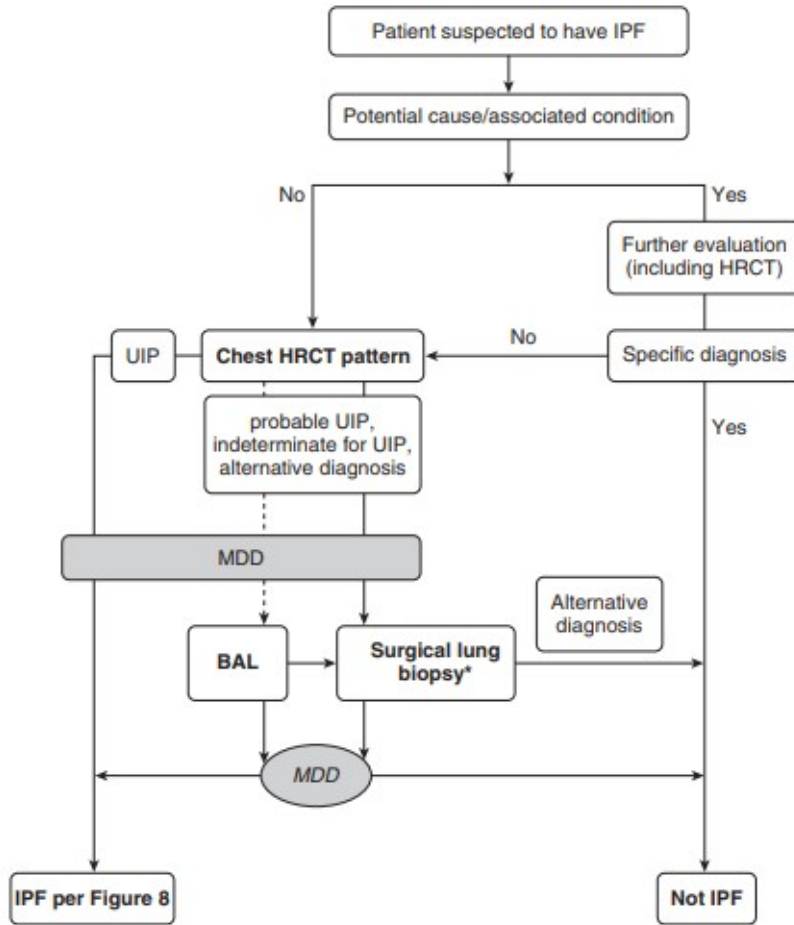 Patient suspected to have IPF
Potential cause/associated condition
No
Yes
Further evaluation
(including HRCT)
UIP
Chest HRCT pattern
No
Specific diagnosis
probable UIP,
indeterminate for UIP,
alternative diagnosis
Yes
MDD
Alternative
diagnosis
BAL
Surgical lung
biopsy*
MDD
IPF per Figure 8
Not IPF